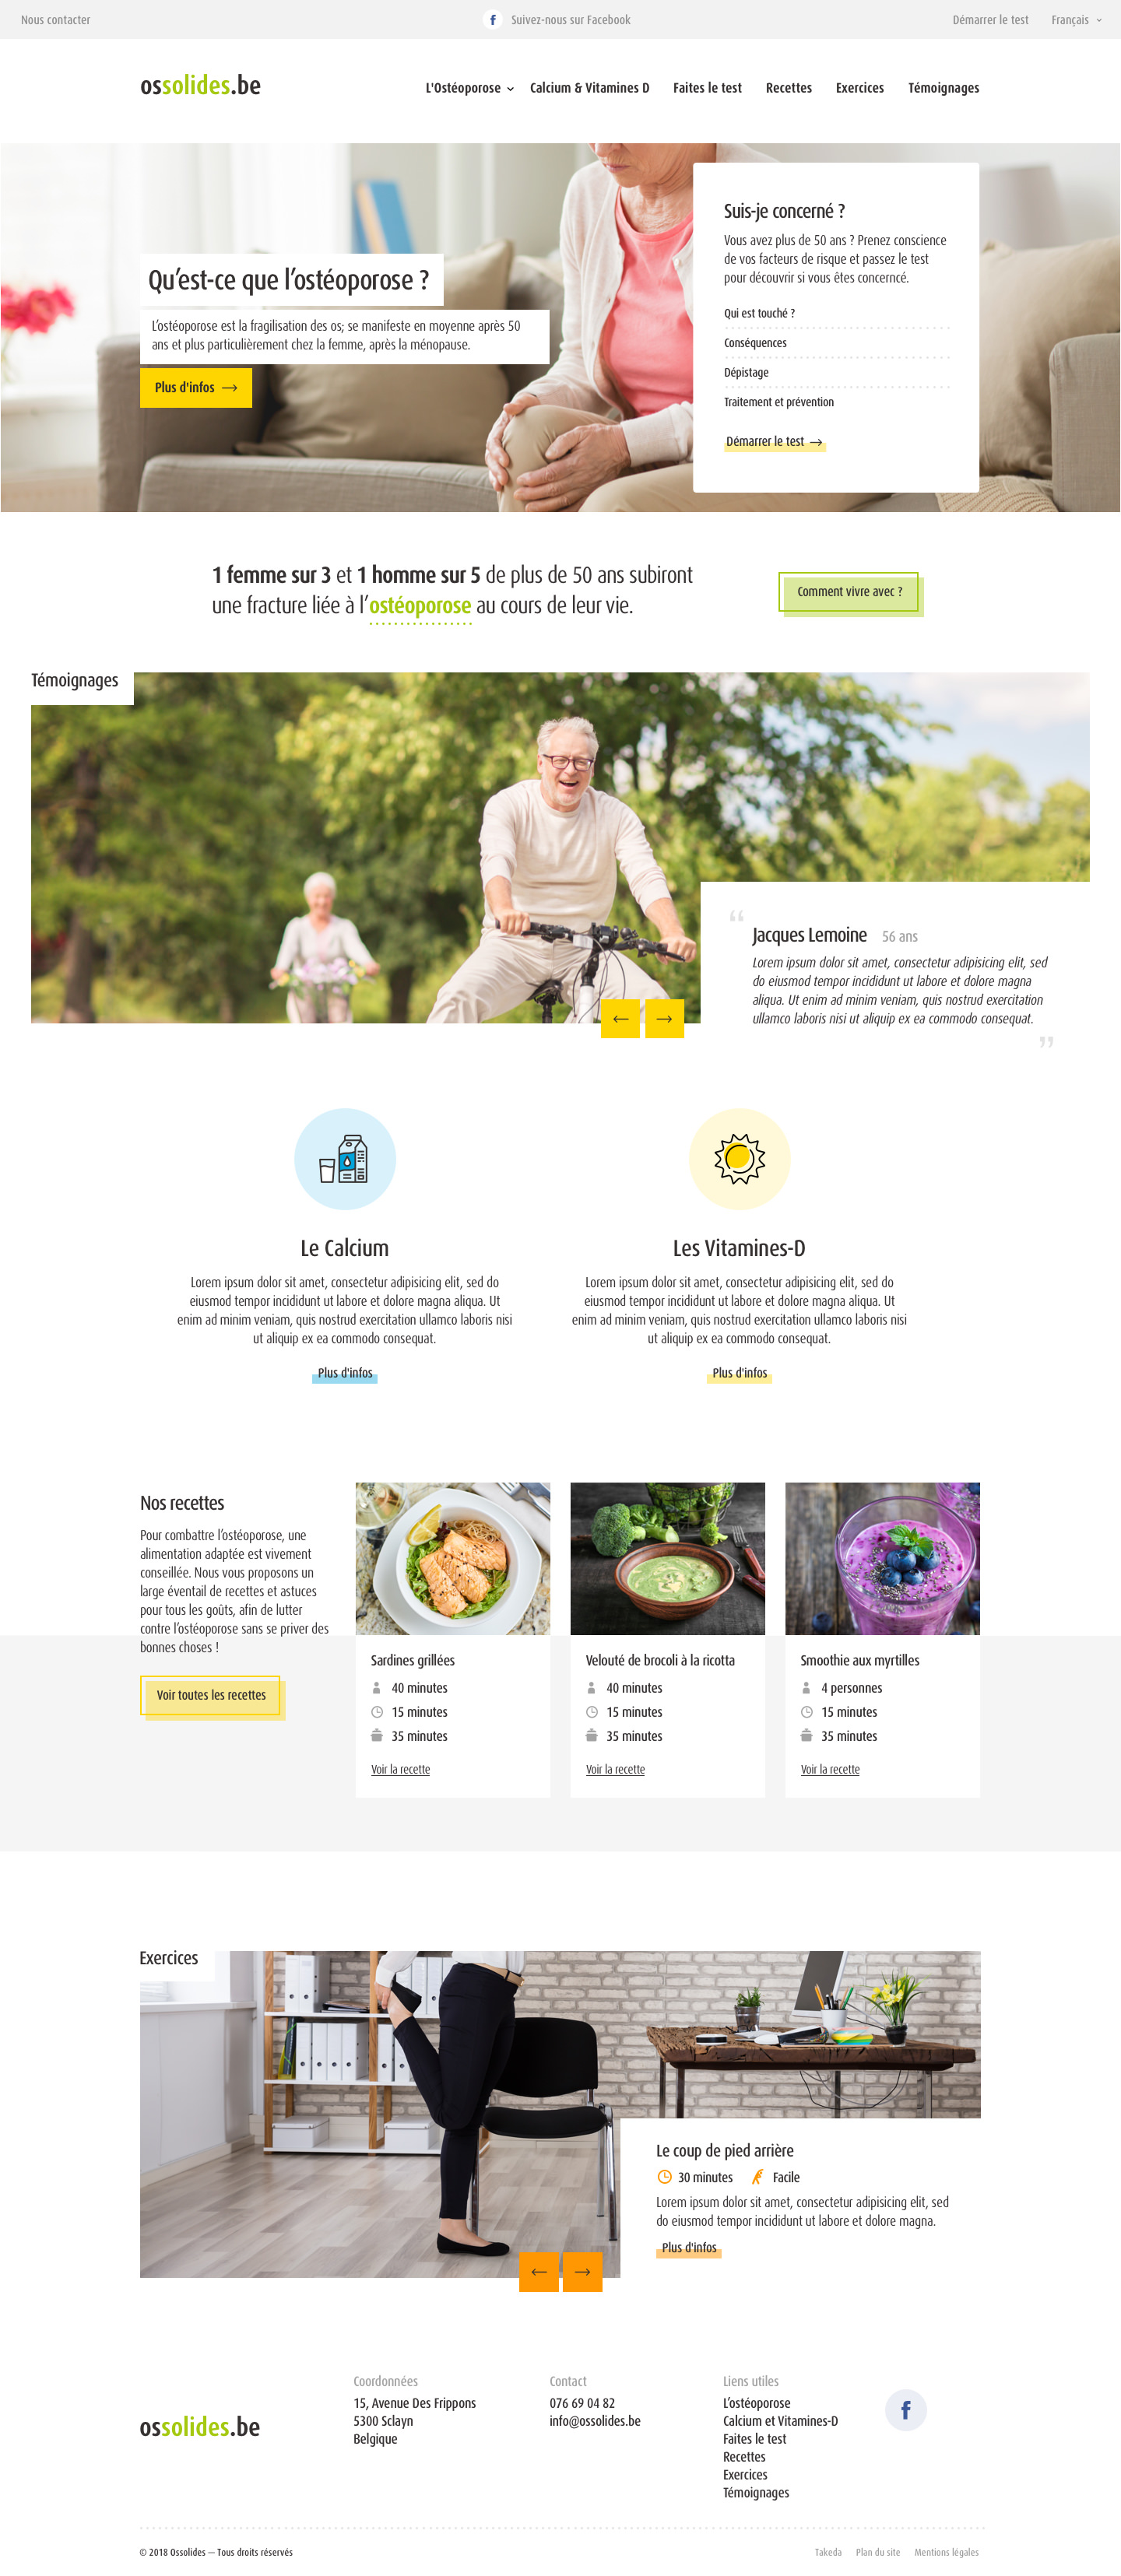 Nous contacter
Suivez-nous sur Facebook
Démarrer le test
Français
ossolides.be
L'Ostéoporose
Calcium & Vitamines D
Faites le test
Recettes
Exercices
Témoignages
Qu’est-ce que l’ostéoporose ?
L’ostéoporose est la fragilisation des os; se manifeste en moyenne après 50
ans et plus particulièrement chez la femme, après la ménopause.
Plus d'infos
Suis-je concerné ?
Vous avez plus de 50 ans ? Prenez conscience
de vos facteurs de risque et passez le test
pour découvrir si vous êtes concerncé.
Qui est touché ?
Conséquences
Dépistage
Traitement et prévention
Démarrer le test
1 femme sur 3 et 1 homme sur 5 de plus de 50 ans subiront
une fracture liée à l’ostéoporose au cours de leur vie.
Comment vivre avec ?
Témoignages
“
Jacques Lemoine 56 ans
Lorem ipsum dolor sit amet, consectetur adipisicing elit, sed
do eiusmod tempor incididunt ut labore et dolore magna
aliqua. Ut enim ad minim veniam, quis nostrud exercitation
ullamco laboris nisi ut aliquip ex ea commodo consequat.
”
Le Calcium
Lorem ipsum dolor sit amet, consectetur adipisicing elit, sed do
eiusmod tempor incididunt ut labore et dolore magna aliqua. Ut
enim ad minim veniam, quis nostrud exercitation ullamco laboris nisi
ut aliquip ex ea commodo consequat.
Plus d'infos
Les Vitamines-D
Lorem ipsum dolor sit amet, consectetur adipisicing elit, sed do
eiusmod tempor incididunt ut labore et dolore magna aliqua. Ut
enim ad minim veniam, quis nostrud exercitation ullamco laboris nisi
ut aliquip ex ea commodo consequat.
Plus d'infos
Nos recettes
Pour combattre l’ostéoporose, une
alimentation adaptée est vivement
conseillée. Nous vous proposons un
large éventail de recettes et astuces
pour tous les goûts, afin de lutter
contre l’ostéoporose sans se priver des
bonnes choses !
Voir toutes les recettes
Sardines grillées
40 minutes
15 minutes
35 minutes
Voir la recette
Velouté de brocoli à la ricotta
40 minutes
15 minutes
35 minutes
Voir la recette
Smoothie aux myrtilles
4 personnes
15 minutes
35 minutes
Voir la recette
Exercices
Le coup de pied arrière
30 minutes
Facile
Lorem ipsum dolor sit amet, consectetur adipisicing elit, sed
do eiusmod tempor incididunt ut labore et dolore magna.
Plus d'infos
ossolides.be
Coordonnées
15, Avenue Des Frippons
5300 Sclayn
Belgique
Contact
076 69 04 82
info@ossolides.be
Liens utiles
L’ostéoporose
Calcium et Vitamines-D
Faites le test
Recettes
Exercices
Témoignages
© 2018 Ossolides — Tous droits réservés
Takeda
Plan du site
Mentions légales